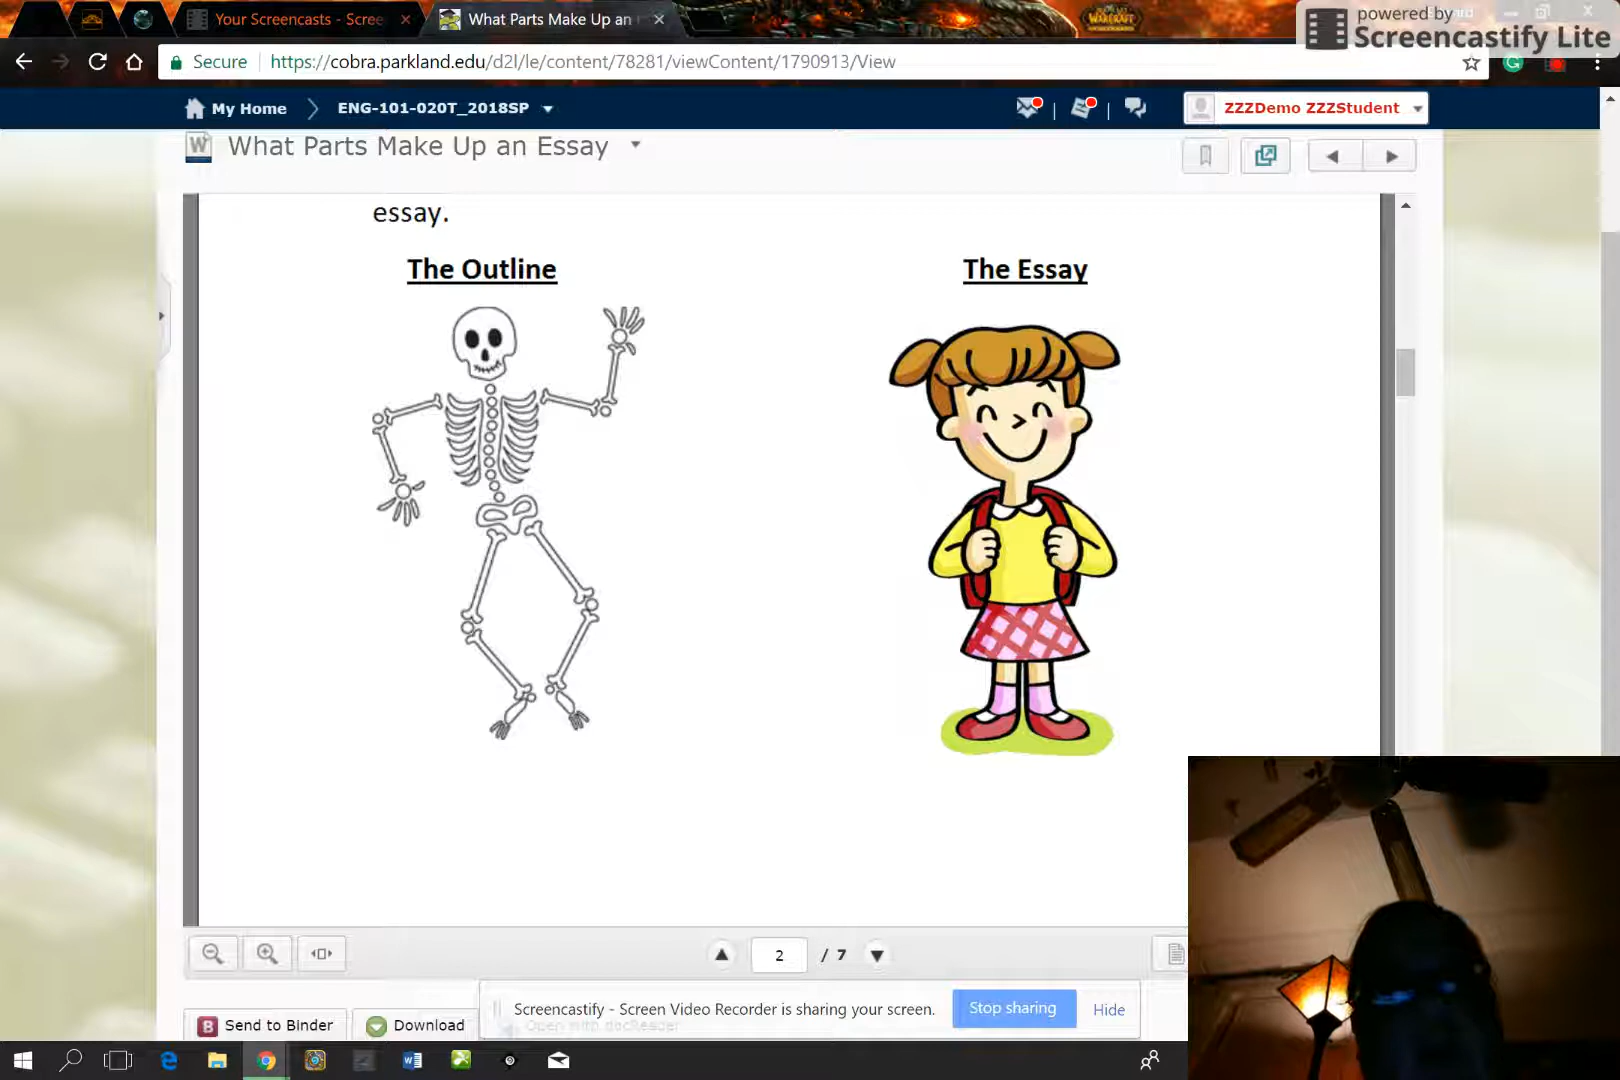 Your Screencasts - Scree
What Parts Make Up an
powered by
Screencastify Lite
Secure
https://cobra.parkland.edu/d2l/le/content/78281/viewContent/1790913/View
My Home
ENG-101-020T_2018SP
ZZZDemo ZZZStudent
What Parts Make Up an Essay
essay.
The Outline
The Essay
2 / 7
Screencastify - Screen Video Recorder is sharing your screen.
Stop sharing
Hide
Send to Binder
Download
Open with docReader